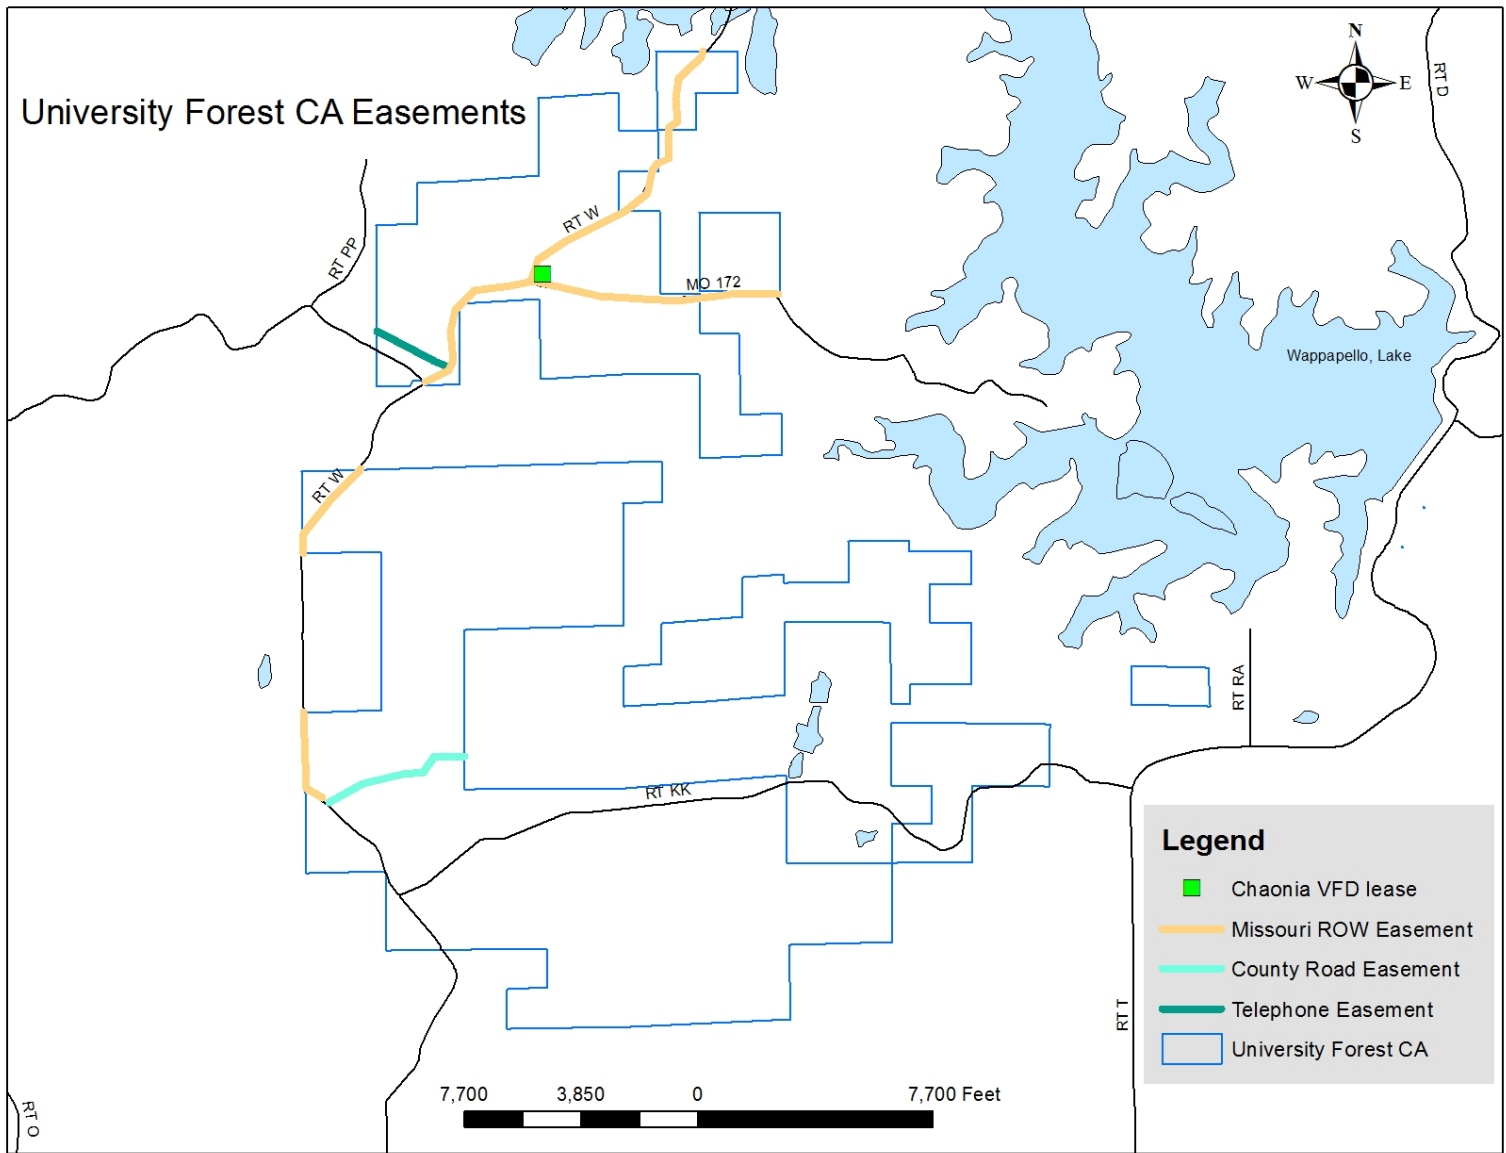 N
W E
S
RT D
University Forest CA Easements
RT W
RT PP
MO 172
Wappapello, Lake
RT W
RT RA
RT KK
Legend
Chaonia VFD lease
Missouri ROW Easement
County Road Easement
Telephone Easement
University Forest CA
RT T
7,700 3,850 0 7,700 Feet
RT O